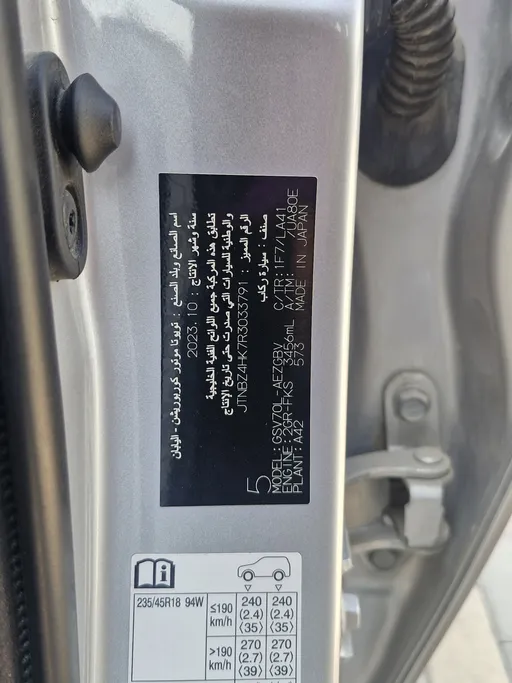 اسم الصانع وبلد الصنع : تويوتا موتور كوربوريشن - اليابان
سنة وشهر الانتاج : 2023.10
تطابق هذه المركبة جميع اللوائح الفنية الخليجية
والوطنية للسيارات التي صدرت حتى تاريخ الإنتاج
الرقم المميز : JTNBZ4HK7R3033791
صنف : سيارة ركاب
5
MODEL:GSV70L-AEZGBV C/TR:1F7/LA41
ENGINE:2GR-FKS 3456mL A/TM: /UA80E
PLANT:A42 573 MADE IN JAPAN
235/45R18 94W
≤190 km/h 240 (2.4) ⟨35⟩ 240 (2.4) ⟨35⟩
>190 km/h 270 (2.7) ⟨39⟩ 270 (2.7) ⟨39⟩